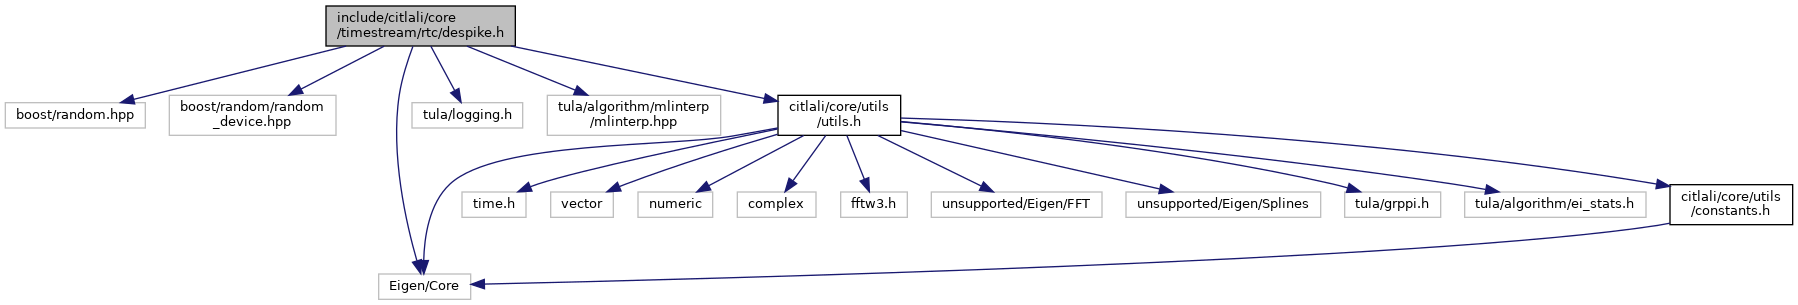 include/citlali/core
/timestream/rtc/despike.h
boost/random.hpp
boost/random/random
_device.hpp
tula/logging.h
tula/algorithm/mlinterp
/mlinterp.hpp
citlali/core/utils
/utils.h
time.h
vector
numeric
complex
fftw3.h
unsupported/Eigen/FFT
unsupported/Eigen/Splines
tula/grppi.h
tula/algorithm/ei_stats.h
citlali/core/utils
/constants.h
Eigen/Core